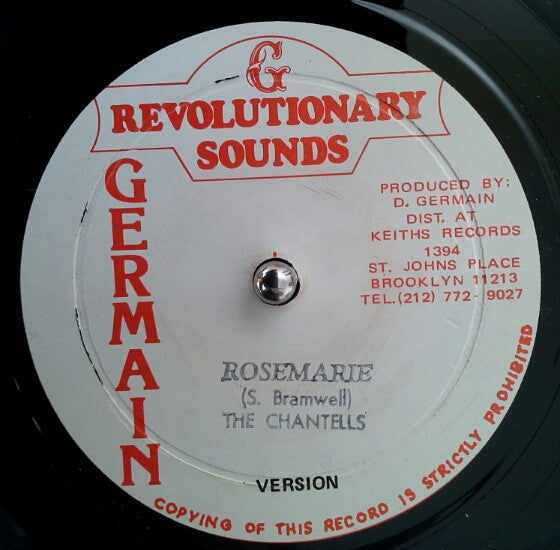 G
REVOLUTIONARY
SOUNDS
GERMAIN
PRODUCED BY:
D. GERMAIN
DIST. AT
KEITHS RECORDS
1394
ST. JOHNS PLACE
BROOKLYN 11213
TEL.(212) 772-9027
ROSEMARIE
(S. Bramwell)
THE CHANTELLS
VERSION
COPYING OF THIS RECORD IS STRICTLY PROHIBITED